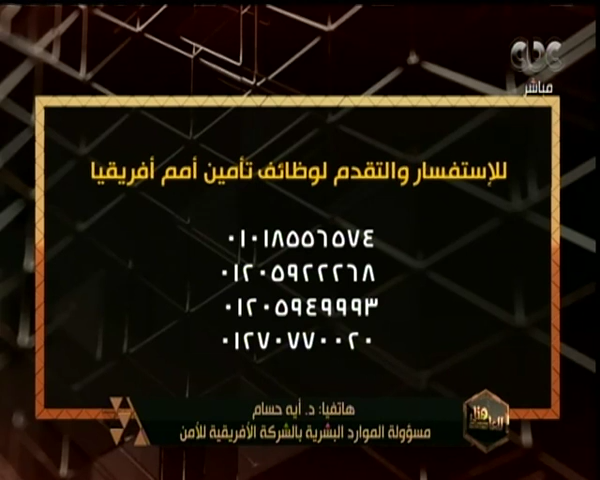 cbc
مباشر
للإستفسار والتقدم لوظائف تأمين أمم أفريقيا
٠١٠١٨٥٥٦٥٧٤
٠١٢٠٥٩٢٢٢٦٨
٠١٢٠٥٩٤٩٩٩٣
٠١٢٧٠٧٧٠٠٢٠
هاتفيا: د. أيه حسام
مسؤولة الموارد البشرية بالشركة الأفريقية للأمن